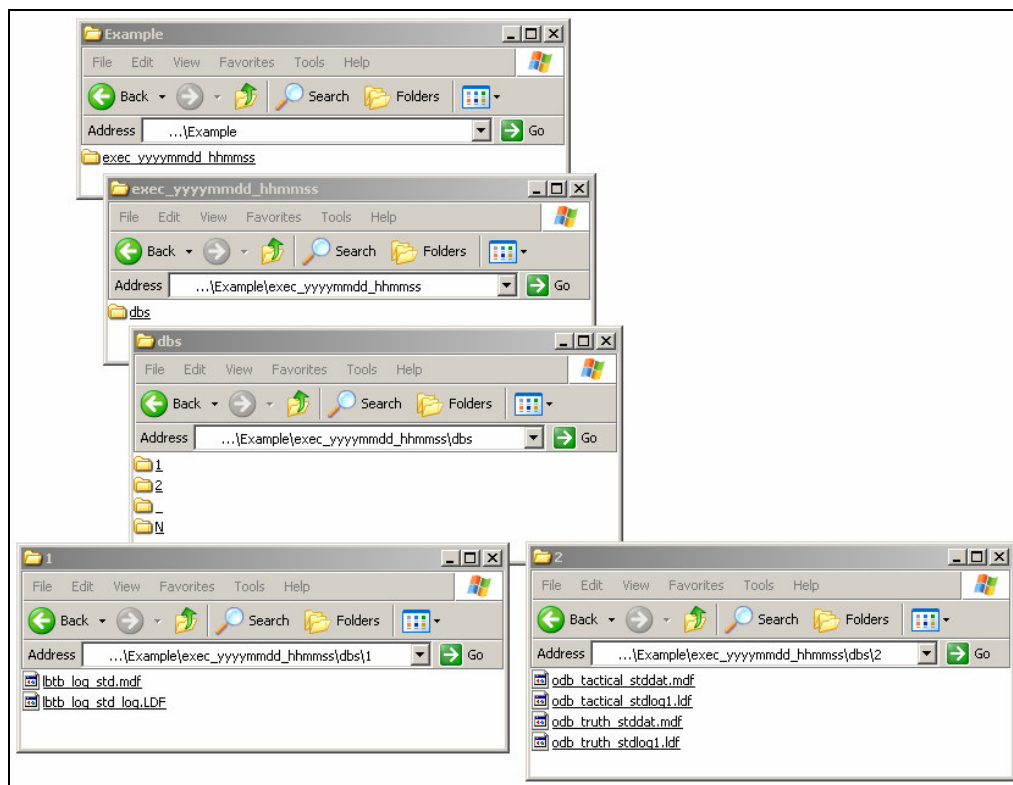 Example
File Edit View Favorites Tools Help
Back Search Folders
Address ...\Example Go
exec_yyyymmdd_hhmmss
exec_yyyymmdd_hhmmss
File Edit View Favorites Tools Help
Back Search Folders
Address ...\Example\exec_yyyymmdd_hhmmss Go
dbs
dbs
File Edit View Favorites Tools Help
Back Search Folders
Address ...\Example\exec_yyyymmdd_hhmmss\dbs Go
1
2
_
N
1
File Edit View Favorites Tools Help
Back Search Folders
Address ...\Example\exec_yyyymmdd_hhmmss\dbs\1 Go
lbtb_log_std.mdf
lbtb_log_std_log.LDF
2
File Edit View Favorites Tools Help
Back Search Folders
Address ...\Example\exec_yyyymmdd_hhmmss\dbs\2 Go
odb_tactical_stddat.mdf
odb_tactical_stdlog1.ldf
odb_truth_stddat.mdf
odb_truth_stdlog1.ldf